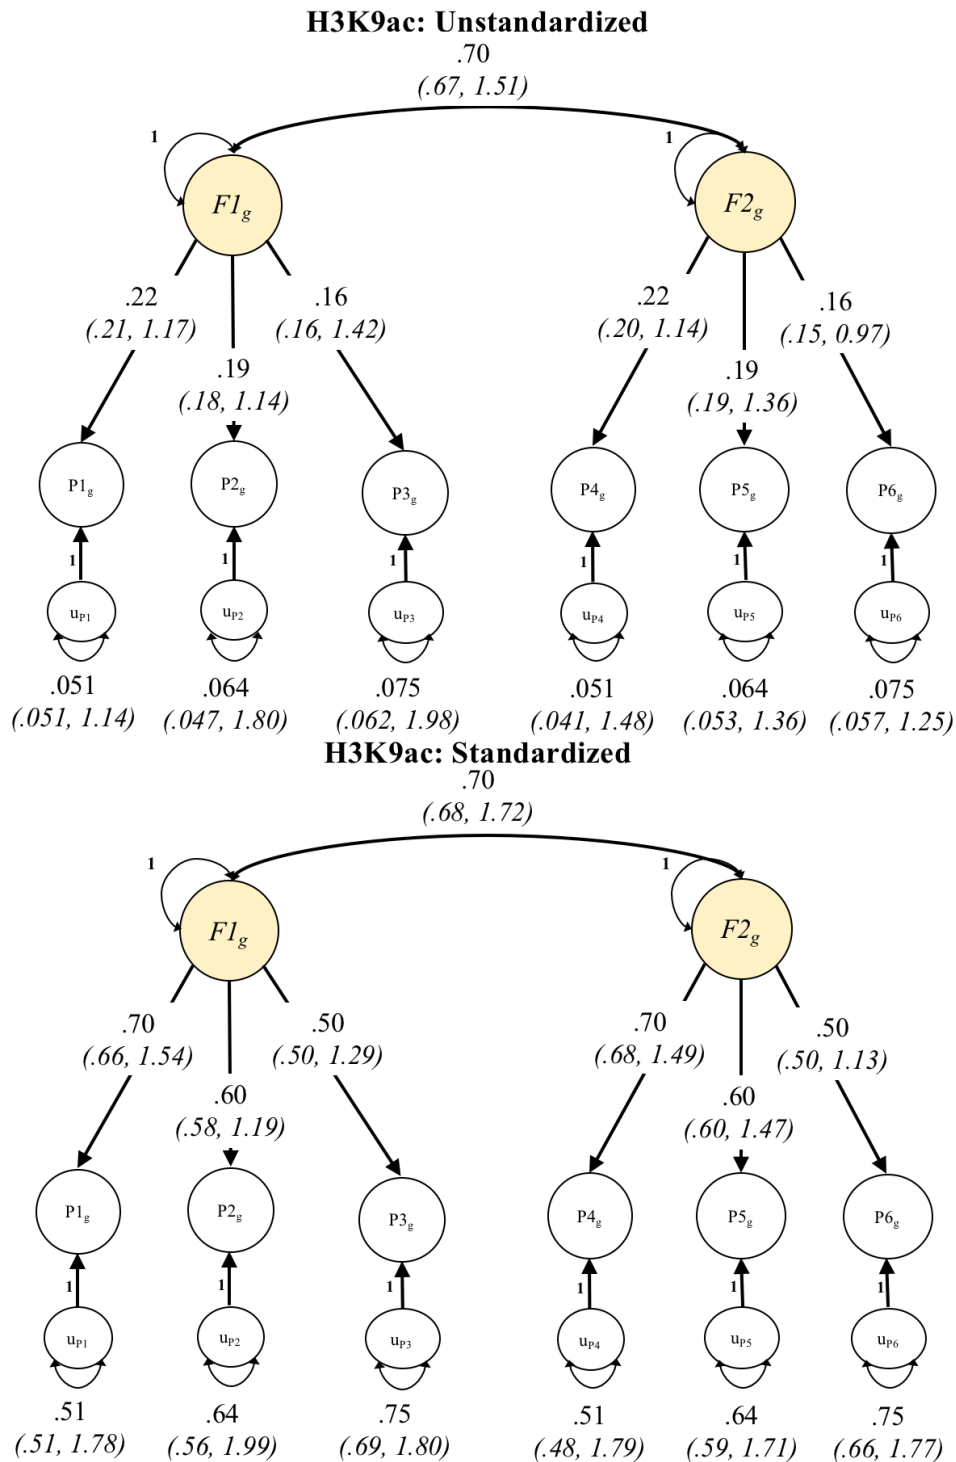 H3K9ac: Unstandardized
.70
(.67, 1.51)
1
1
F1g
F2g
.22
(.21, 1.17)
.16
(.16, 1.42)
.19
(.18, 1.14)
.22
(.20, 1.14)
.16
(.15, 0.97)
.19
(.19, 1.36)
P1g
P2g
P3g
P4g
P5g
P6g
1
1
1
1
1
1
uP1
uP2
uP3
uP4
uP5
uP6
.051
(.051, 1.14)
.064
(.047, 1.80)
.075
(.062, 1.98)
.051
(.041, 1.48)
.064
(.053, 1.36)
.075
(.057, 1.25)
H3K9ac: Standardized
.70
(.68, 1.72)
1
1
F1g
F2g
.70
(.66, 1.54)
.50
(.50, 1.29)
.60
(.58, 1.19)
.70
(.68, 1.49)
.50
(.50, 1.13)
.60
(.60, 1.47)
P1g
P2g
P3g
P4g
P5g
P6g
1
1
1
1
1
1
uP1
uP2
uP3
uP4
uP5
uP6
.51
(.51, 1.78)
.64
(.56, 1.99)
.75
(.69, 1.80)
.51
(.48, 1.79)
.64
(.59, 1.71)
.75
(.66, 1.77)